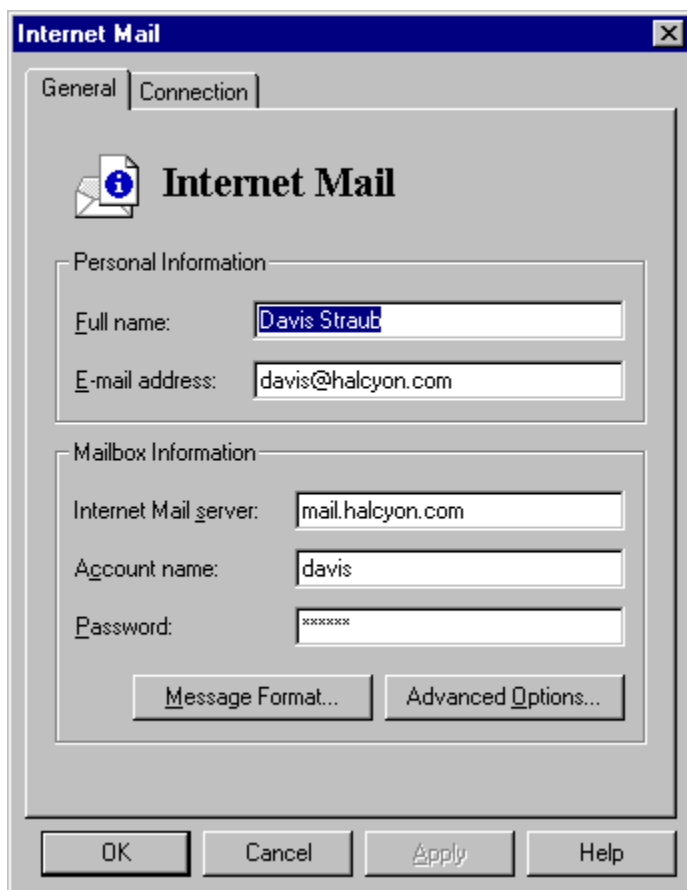 Internet Mail
General Connection
Internet Mail
Personal Information
Full name: Davis Straub
E-mail address: davis@halcyon.com
Mailbox Information
Internet Mail server: mail.halcyon.com
Account name: davis
Password: ******
Message Format... Advanced Options...
OK Cancel Apply Help